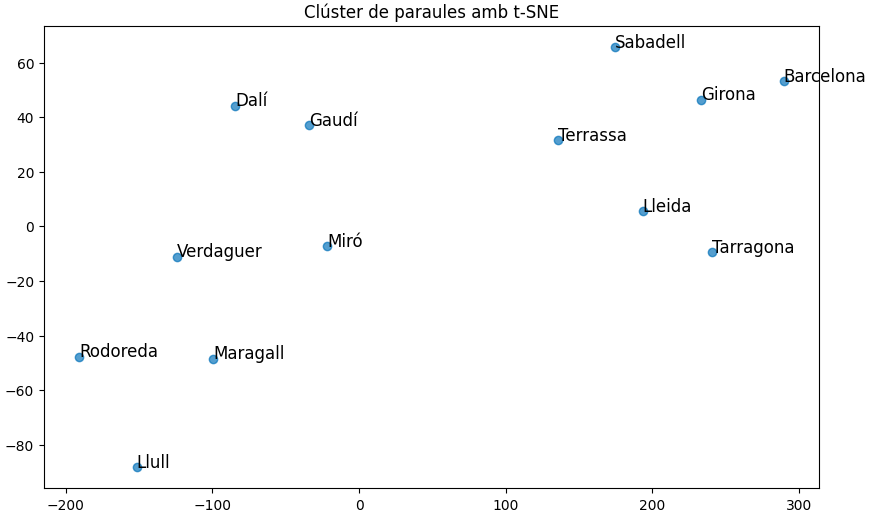 Clúster de paraules amb t-SNE
Sabadell
Barcelona
Girona
Dalí
Gaudí
Terrassa
Lleida
Miró
Tarragona
Verdaguer
Rodoreda
Maragall
Llull
60
40
20
0
−20
−40
−60
−80
−200
−100
0
100
200
300